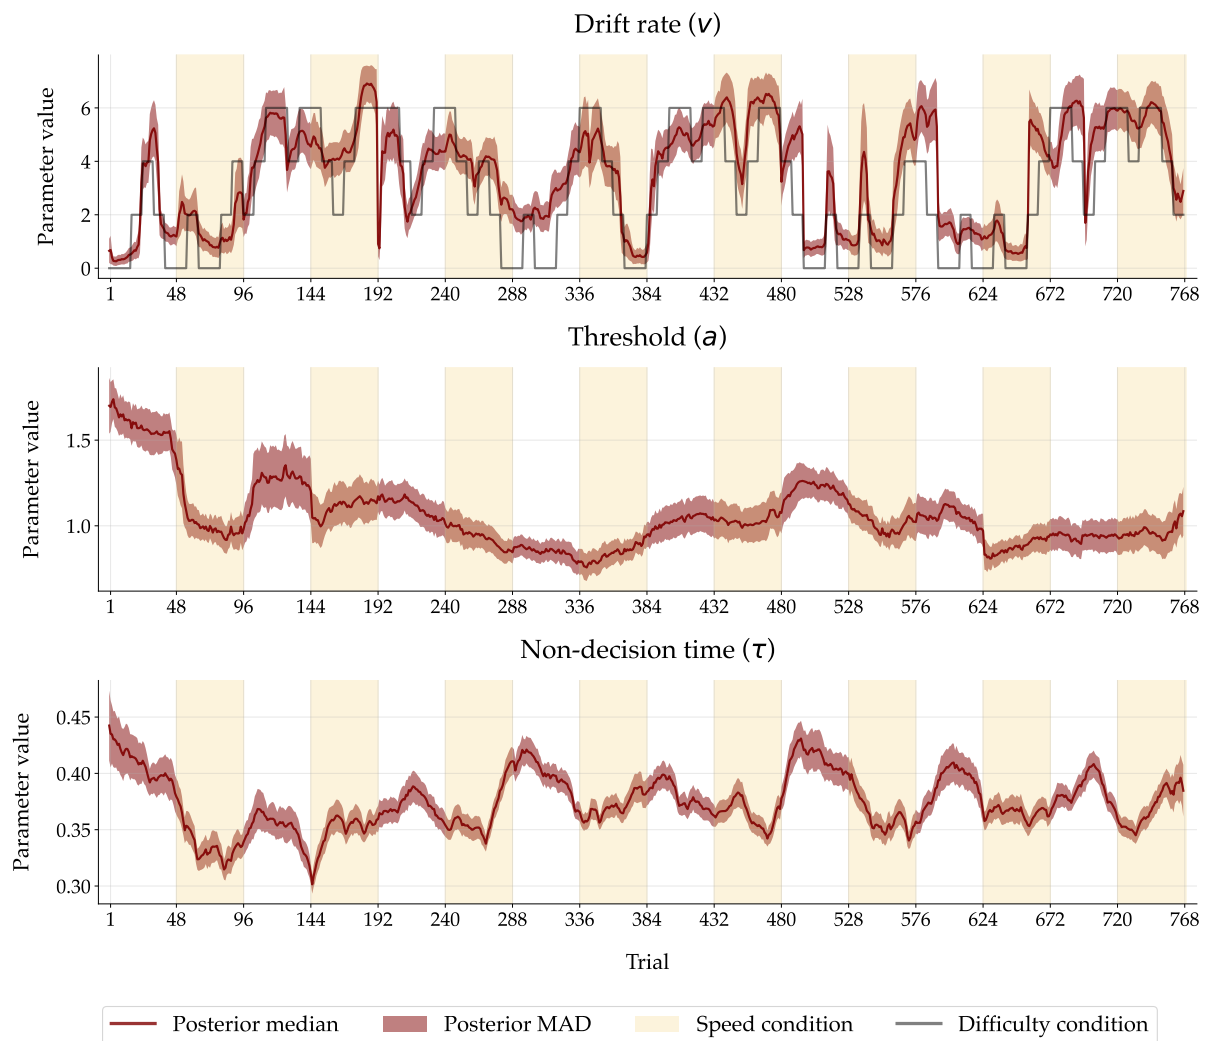 Drift rate (v)
Parameter value
6
4
2
0
1 48 96 144 192 240 288 336 384 432 480 528 576 624 672 720 768
Threshold (a)
Parameter value
1.5
1.0
1 48 96 144 192 240 288 336 384 432 480 528 576 624 672 720 768
Non-decision time (τ)
Parameter value
0.45
0.40
0.35
0.30
1 48 96 144 192 240 288 336 384 432 480 528 576 624 672 720 768
Trial
Posterior median Posterior MAD Speed condition Difficulty condition